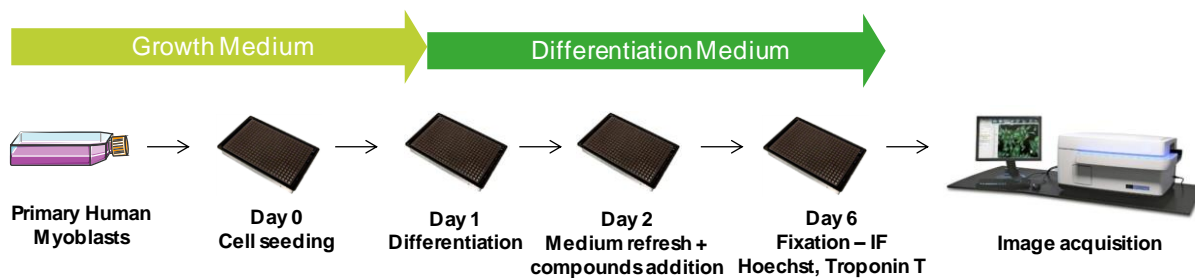 Growth Medium
Differentiation Medium
Primary Human
Myoblasts
Day 0
Cell seeding
Day 1
Differentiation
Day 2
Medium refresh +
compounds addition
Day 6
Fixation – IF
Hoechst, Troponin T
Image acquisition